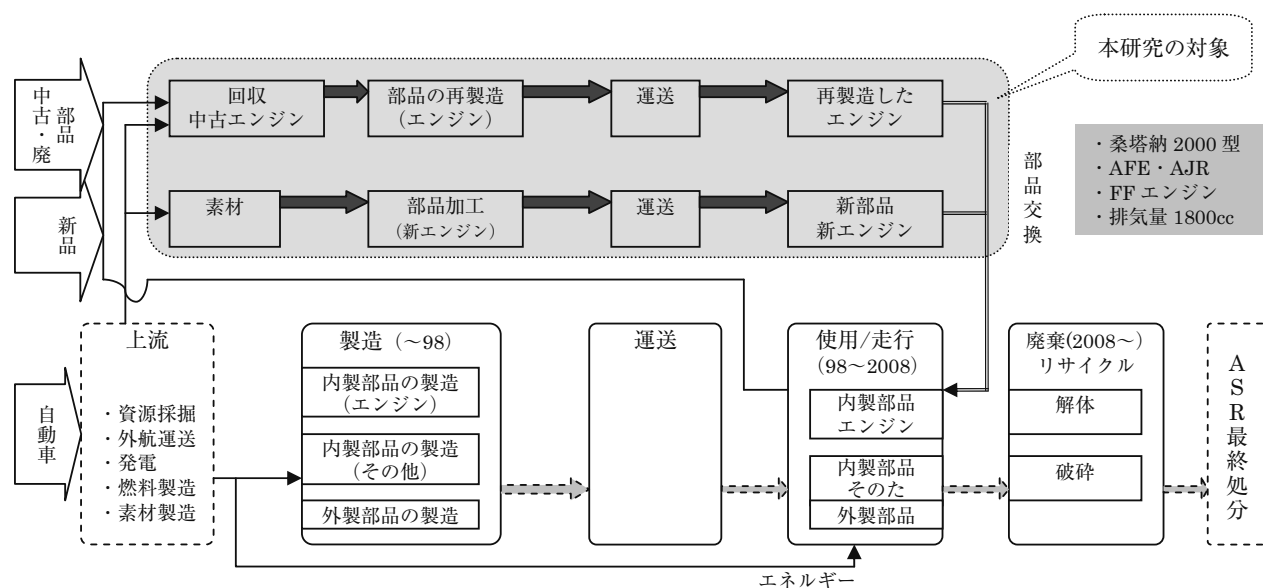 本研究の対象
中古・廃
部品
新品
自動車
回収
中古エンジン
部品の再製造
(エンジン)
運送
再製造した
エンジン
素材
部品加工
(新エンジン)
運送
新部品
新エンジン
部品交換
・桑塔納 2000 型
・AFE・AJR
・FF エンジン
・排気量 1800cc
上流
・資源採掘
・外航運送
・発電
・燃料製造
・素材製造
製造（～98）
内製部品の製造
(エンジン)
内製部品の製造
(その他)
外製部品の製造
運送
使用/走行
(98～2008)
内製部品
エンジン
内製部品
そのた
外製部品
廃棄(2008～)
リサイクル
解体
破砕
ASR最終処分
エネルギー